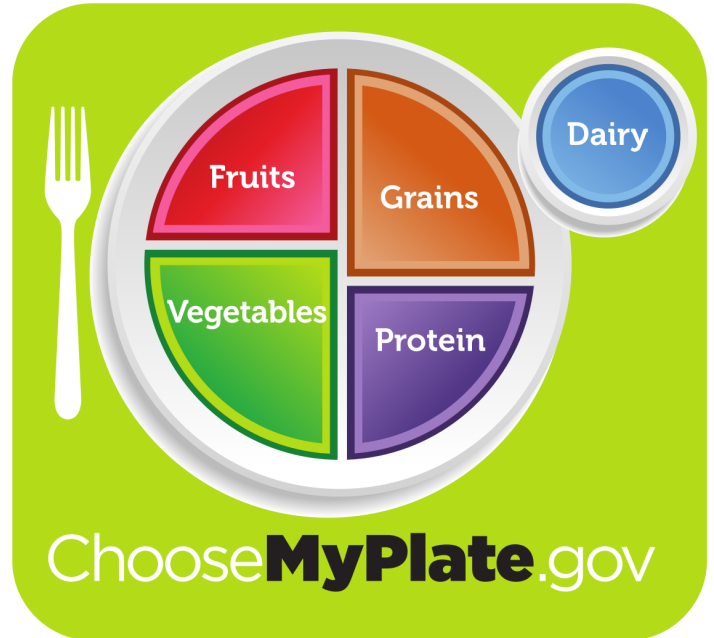 Fruits
Grains
Dairy
Vegetables
Protein
ChooseMyPlate.gov